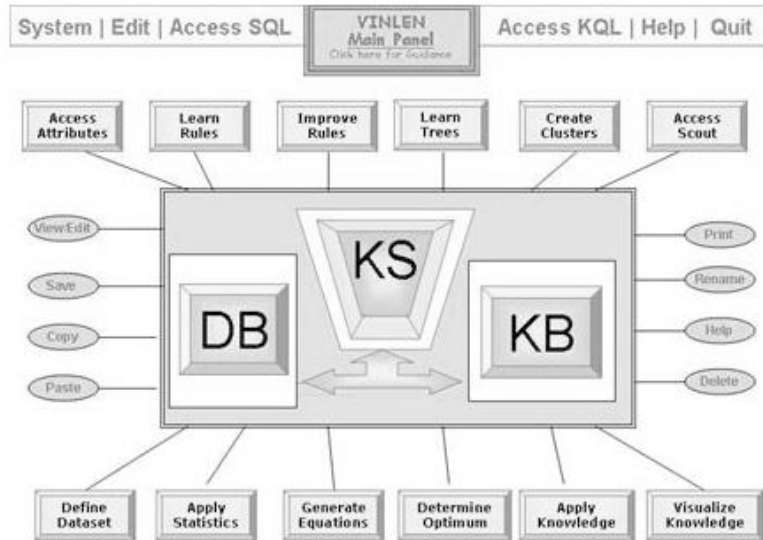 System | Edit | Access SQL
VINLEN
Main Panel
Click here for Guidance
Access KQL | Help | Quit
Access
Attributes
Learn
Rules
Improve
Rules
Learn
Trees
Create
Clusters
Access
Scout
View/Edit
Save
Copy
Paste
KS
DB
KB
Print
Rename
Help
Delete
Define
Dataset
Apply
Statistics
Generate
Equations
Determine
Optimum
Apply
Knowledge
Visualize
Knowledge